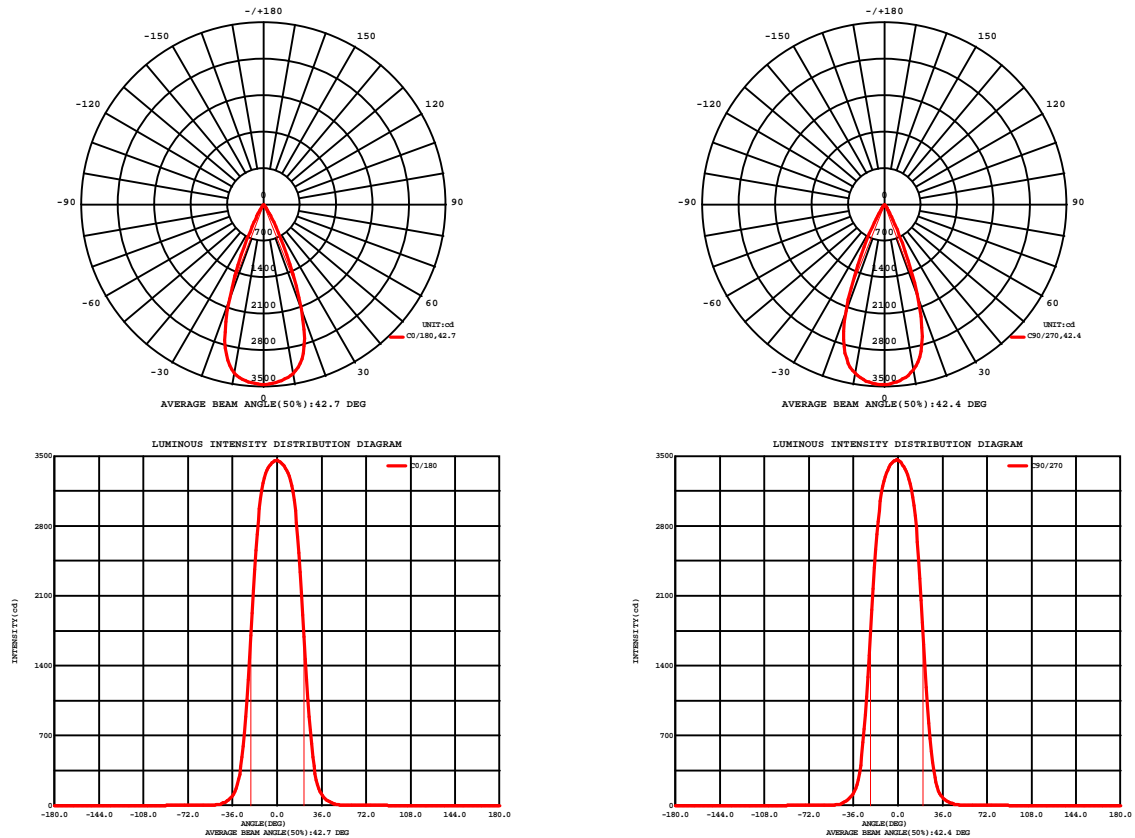 -/+180
-150 150
-120 120
-90 90
0
700
1400
2100
2800
3500
-60 60
-30 30
0
UNIT:cd
C0/180,42.7
AVERAGE BEAM ANGLE(50%):42.7 DEG
-/+180
-150 150
-120 120
-90 90
0
700
1400
2100
2800
3500
-60 60
-30 30
0
UNIT:cd
C90/270,42.4
AVERAGE BEAM ANGLE(50%):42.4 DEG
LUMINOUS INTENSITY DISTRIBUTION DIAGRAM
C0/180
INTENSITY(cd)
3500
2800
2100
1400
700
0
-180.0 -144.0 -108.0 -72.0 -36.0 0.0 36.0 72.0 108.0 144.0 180.0
ANGLE(DEG)
AVERAGE BEAM ANGLE(50%):42.7 DEG
LUMINOUS INTENSITY DISTRIBUTION DIAGRAM
C90/270
INTENSITY(cd)
3500
2800
2100
1400
700
0
-180.0 -144.0 -108.0 -72.0 -36.0 0.0 36.0 72.0 108.0 144.0 180.0
ANGLE(DEG)
AVERAGE BEAM ANGLE(50%):42.4 DEG